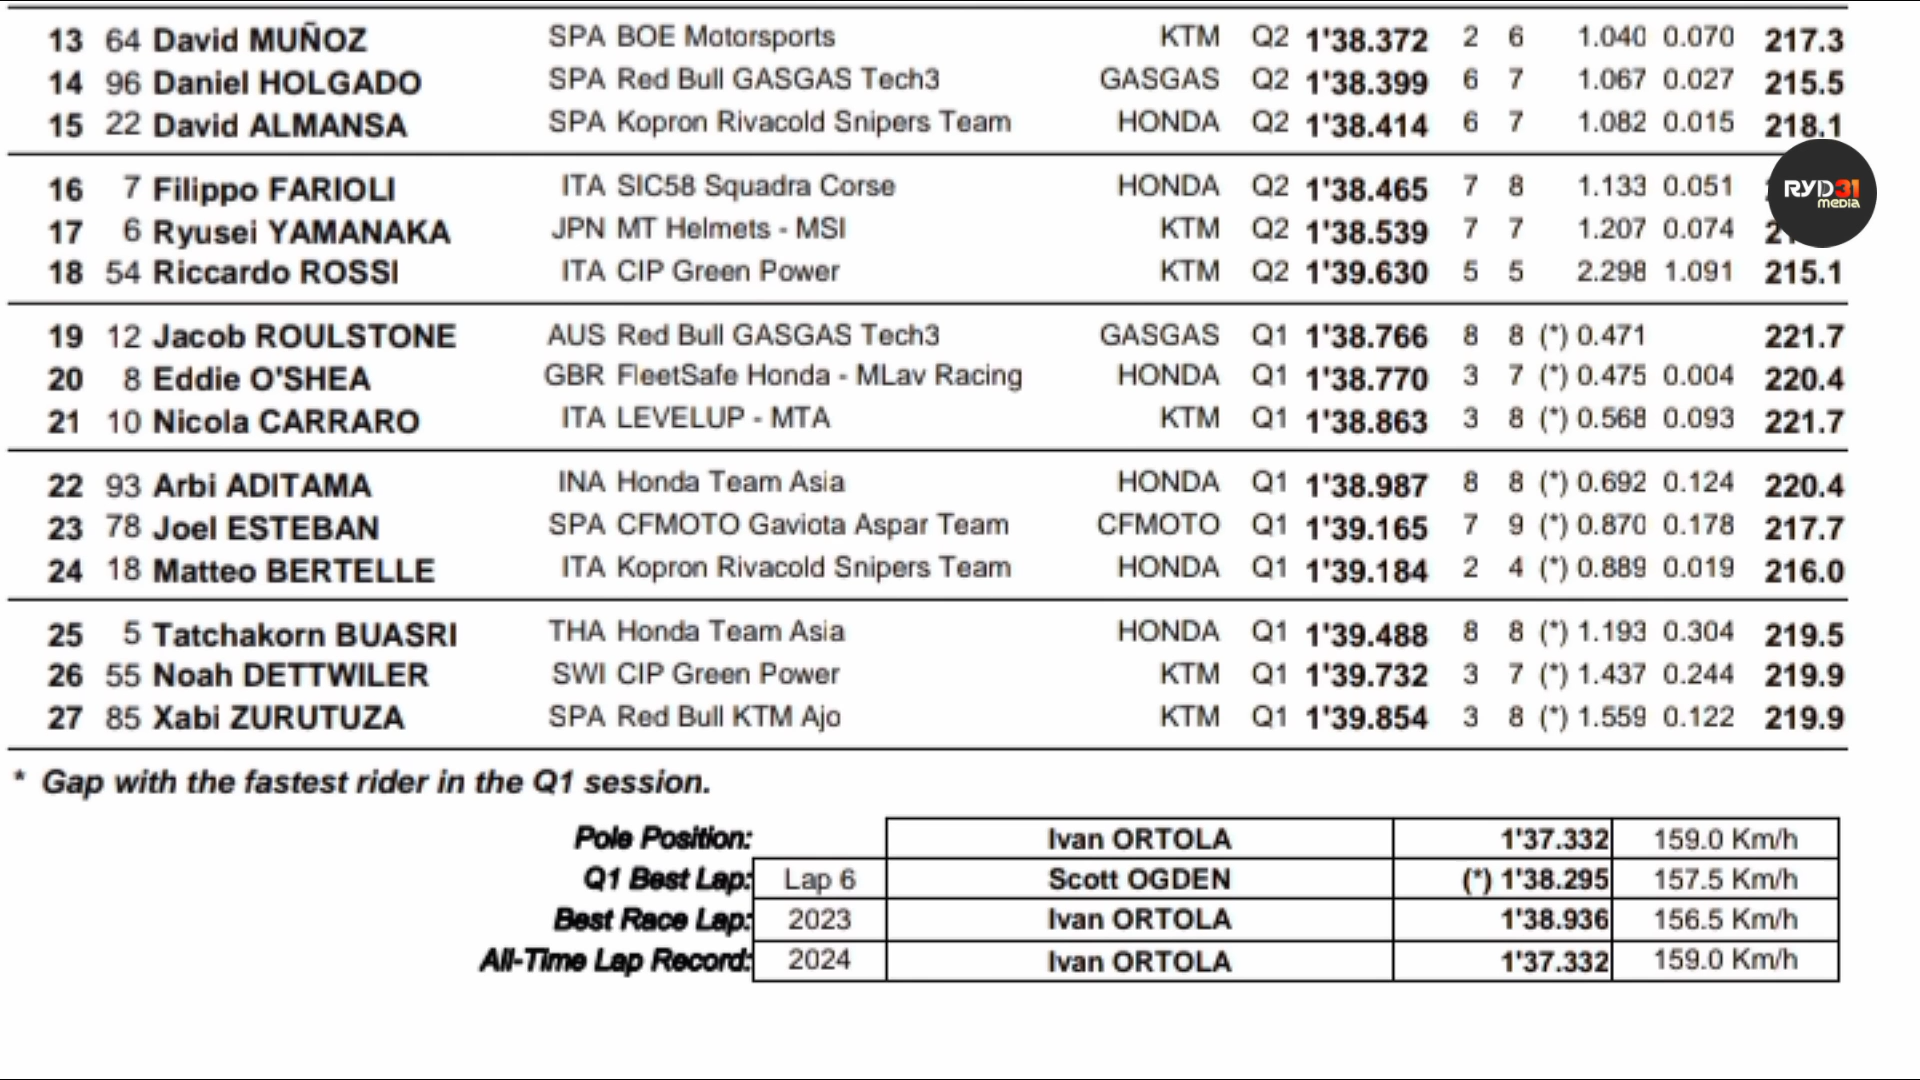 13 64 David MUÑOZ SPA BOE Motorsports KTM Q2 1'38.372 2 6 1.040 0.070 217.3
14 96 Daniel HOLGADO SPA Red Bull GASGAS Tech3 GASGAS Q2 1'38.399 6 7 1.067 0.027 215.5
15 22 David ALMANSA SPA Kopron Rivacold Snipers Team HONDA Q2 1'38.414 6 7 1.082 0.015 218.1
16 7 Filippo FARIOLI ITA SIC58 Squadra Corse HONDA Q2 1'38.465 7 8 1.133 0.051
RYD31
media
17 6 Ryusei YAMANAKA JPN MT Helmets - MSI KTM Q2 1'38.539 7 7 1.207 0.074
18 54 Riccardo ROSSI ITA CIP Green Power KTM Q2 1'39.630 5 5 2.298 1.091 215.1
19 12 Jacob ROULSTONE AUS Red Bull GASGAS Tech3 GASGAS Q1 1'38.766 8 8 (*) 0.471 221.7
20 8 Eddie O'SHEA GBR FleetSafe Honda - MLav Racing HONDA Q1 1'38.770 3 7 (*) 0.475 0.004 220.4
21 10 Nicola CARRARO ITA LEVELUP - MTA KTM Q1 1'38.863 3 8 (*) 0.568 0.093 221.7
22 93 Arbi ADITAMA INA Honda Team Asia HONDA Q1 1'38.987 8 8 (*) 0.692 0.124 220.4
23 78 Joel ESTEBAN SPA CFMOTO Gaviota Aspar Team CFMOTO Q1 1'39.165 7 9 (*) 0.870 0.178 217.7
24 18 Matteo BERTELLE ITA Kopron Rivacold Snipers Team HONDA Q1 1'39.184 2 4 (*) 0.889 0.019 216.0
25 5 Tatchakorn BUASRI THA Honda Team Asia HONDA Q1 1'39.488 8 8 (*) 1.193 0.304 219.5
26 55 Noah DETTWILER SWI CIP Green Power KTM Q1 1'39.732 3 7 (*) 1.437 0.244 219.9
27 85 Xabi ZURUTUZA SPA Red Bull KTM Ajo KTM Q1 1'39.854 3 8 (*) 1.559 0.122 219.9
* Gap with the fastest rider in the Q1 session.
Pole Position: Ivan ORTOLA 1'37.332 159.0 Km/h
Q1 Best Lap: Lap 6 Scott OGDEN (*) 1'38.295 157.5 Km/h
Best Race Lap: 2023 Ivan ORTOLA 1'38.936 156.5 Km/h
All-Time Lap Record: 2024 Ivan ORTOLA 1'37.332 159.0 Km/h